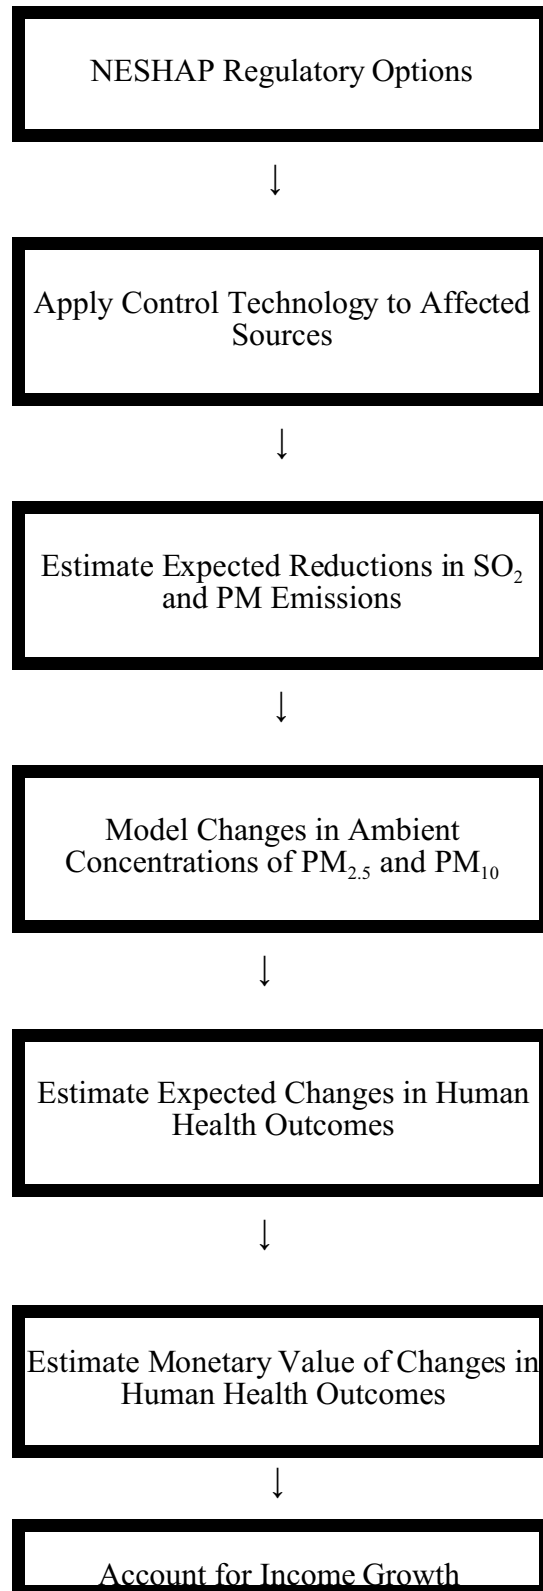 NESHAP Regulatory Options
↓
Apply Control Technology to Affected
Sources
↓
Estimate Expected Reductions in SO₂
and PM Emissions
↓
Model Changes in Ambient
Concentrations of PM₂.₅ and PM₁₀
↓
Estimate Expected Changes in Human
Health Outcomes
↓
Estimate Monetary Value of Changes in
Human Health Outcomes
↓
Account for Income Growth